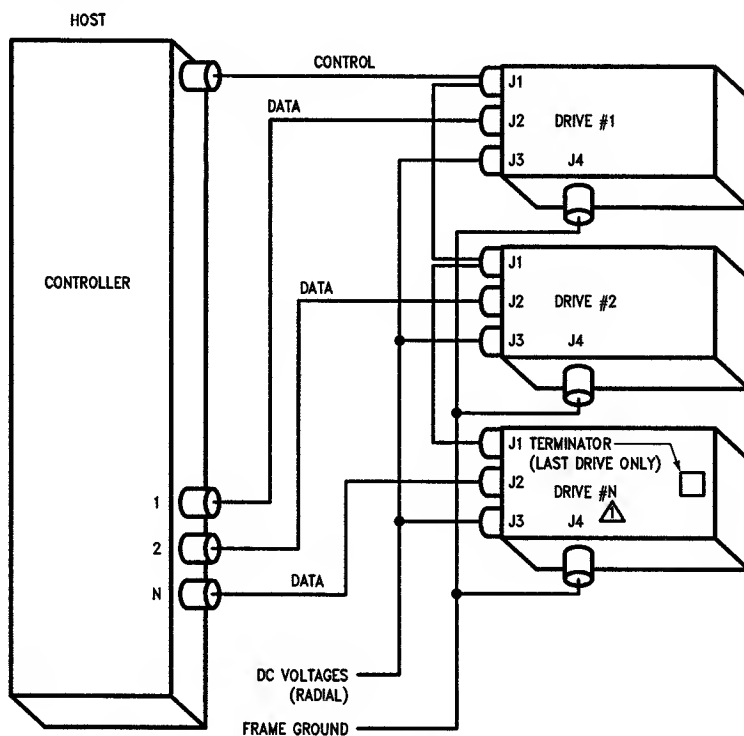 HOST
CONTROL
J1
DATA
J2
DRIVE #1
J3
J4
J1
CONTROLLER
DATA
J2
DRIVE #2
J3
J4
J1
TERMINATOR
(LAST DRIVE ONLY)
J2
DRIVE #N
1
J3
J4
1
2
DATA
N
DC VOLTAGES
(RADIAL)
FRAME GROUND